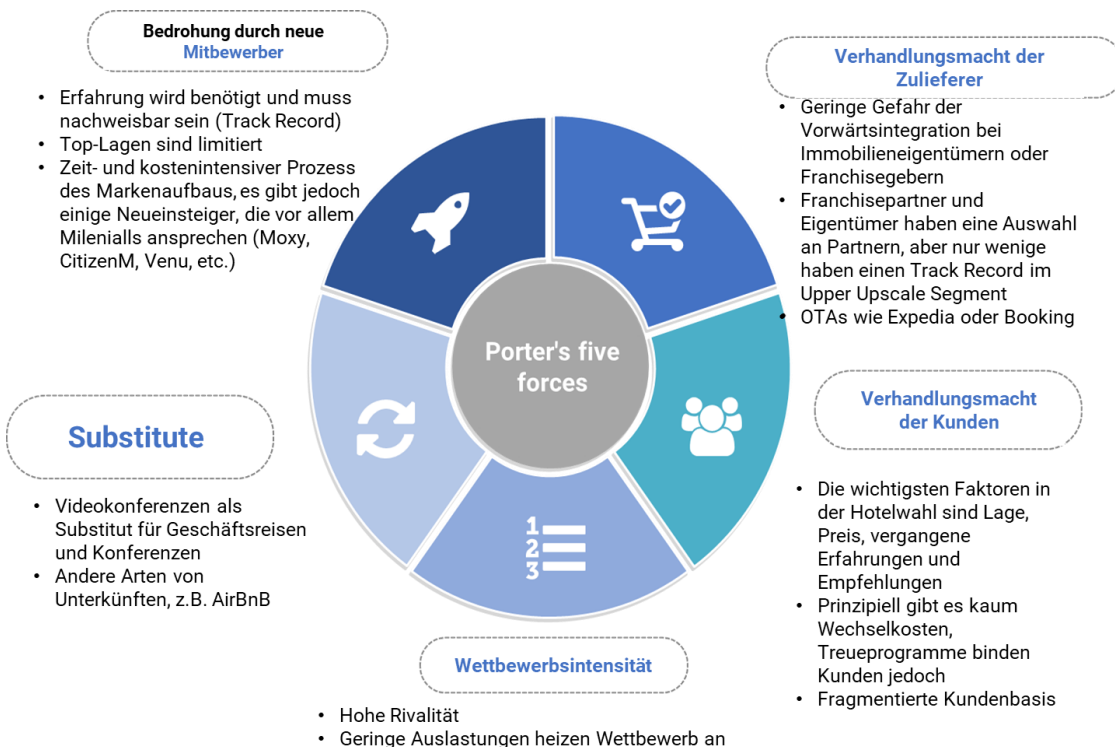 Bedrohung durch neue
Mitbewerber
• Erfahrung wird benötigt und muss
nachweisbar sein (Track Record)
• Top-Lagen sind limitiert
• Zeit- und kostenintensiver Prozess
des Markenaufbaus, es gibt jedoch
einige Neueinsteiger, die vor allem
Milenialls ansprechen (Moxy,
CitizenM, Venu, etc.)
Verhandlungsmacht der
Zulieferer
• Geringe Gefahr der
Vorwärtsintegration bei
Immobilieneigentümern oder
Franchisegebern
• Franchisepartner und
Eigentümer haben eine Auswahl
an Partnern, aber nur wenige
haben einen Track Record im
Upper Upscale Segment
• OTAs wie Expedia oder Booking
Porter's five
forces
Substitute
• Videokonferenzen als
Substitut für Geschäftsreisen
und Konferenzen
• Andere Arten von
Unterkünften, z.B. AirBnB
Verhandlungsmacht
der Kunden
• Die wichtigsten Faktoren in
der Hotelwahl sind Lage,
Preis, vergangene
Erfahrungen und
Empfehlungen
• Prinzipiell gibt es kaum
Wechselkosten,
Treueprogramme binden
Kunden jedoch
• Fragmentierte Kundenbasis
1
2
3
Wettbewerbsintensität
• Hohe Rivalität
• Geringe Auslastungen heizen Wettbewerb an